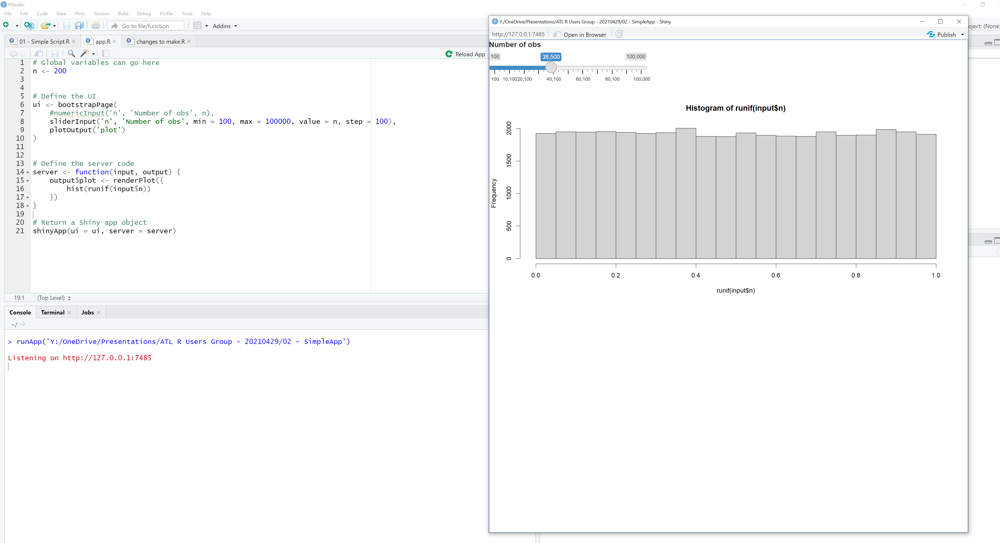 RStudio
File Edit Code View Plots Session Build Debug Profile Tools Help
Go to file/function Addins
01 - Simple Script.R app.R changes to make.R
Reload App
1 # Global variables can go here
2 n <- 200
3
4
5 # Define the UI
6 ui <- bootstrapPage(
7 #numericInput('n', 'Number of obs', n),
8 sliderInput('n', 'Number of obs', min = 100, max = 100000, value = n, step = 100),
9 plotOutput('plot')
10 )
11
12
13 # Define the server code
14 server <- function(input, output) {
15 output$plot <- renderPlot({
16 hist(runif(input$n))
17 })
18 }
19
20 # Return a Shiny app object
21 shinyApp(ui = ui, server = server)
19:1 (Top Level)
Console Terminal Jobs
~/
> runApp('Y:/OneDrive/Presentations/ATL R Users Group - 20210429/02 - SimpleApp')
Listening on http://127.0.0.1:7485
Y:/OneDrive/Presentations/ATL R Users Group - 20210429/02 - SimpleApp - Shiny
http://127.0.0.1:7485 Open in Browser Publish
Number of obs
100 38,500 100,000
100 10,100 20,100 40,100 60,100 80,100 100,000
Histogram of runif(input$n)
Frequency
2000
1500
1000
500
0
0.0 0.2 0.4 0.6 0.8 1.0
runif(input$n)
oject: (None)